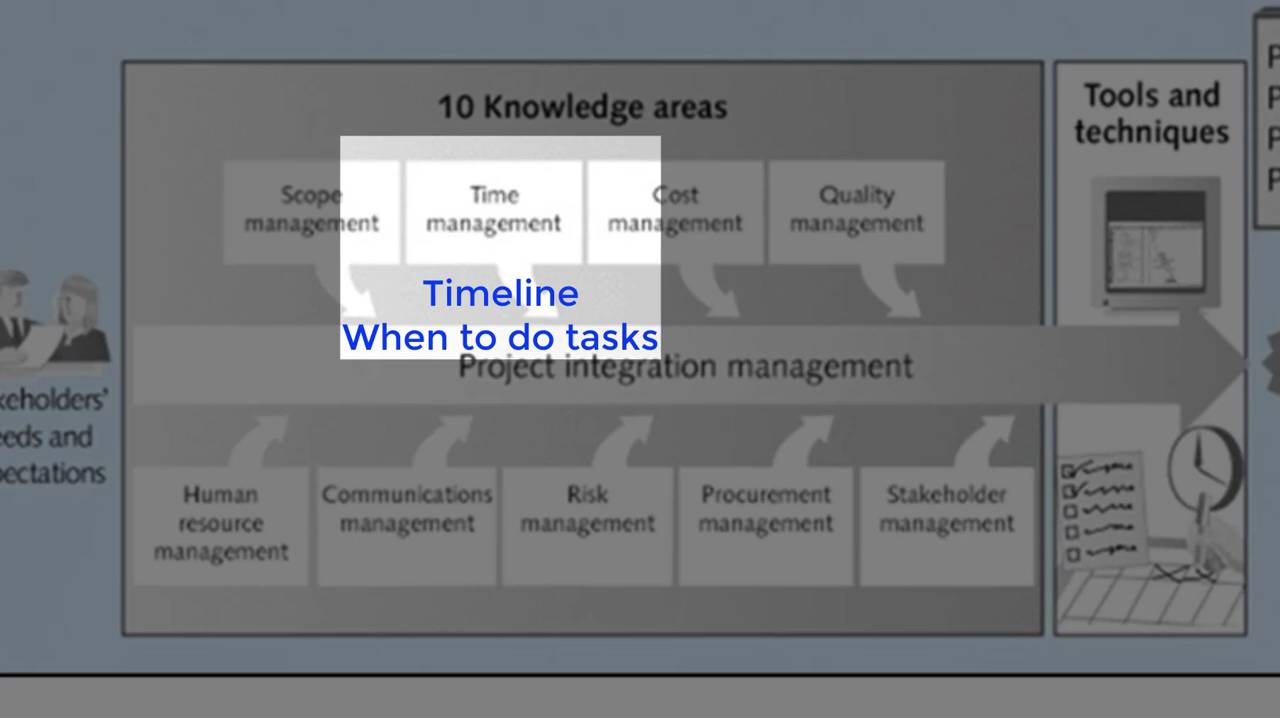 10 Knowledge areas
Scope
management
Time
management
Cost
management
Quality
management
Timeline
When to do tasks
Project integration management
Human
resource
management
Communications
management
Risk
management
Procurement
management
Stakeholder
management
Tools and
techniques
keholders'
eeds and
pectations
P
P
P
P